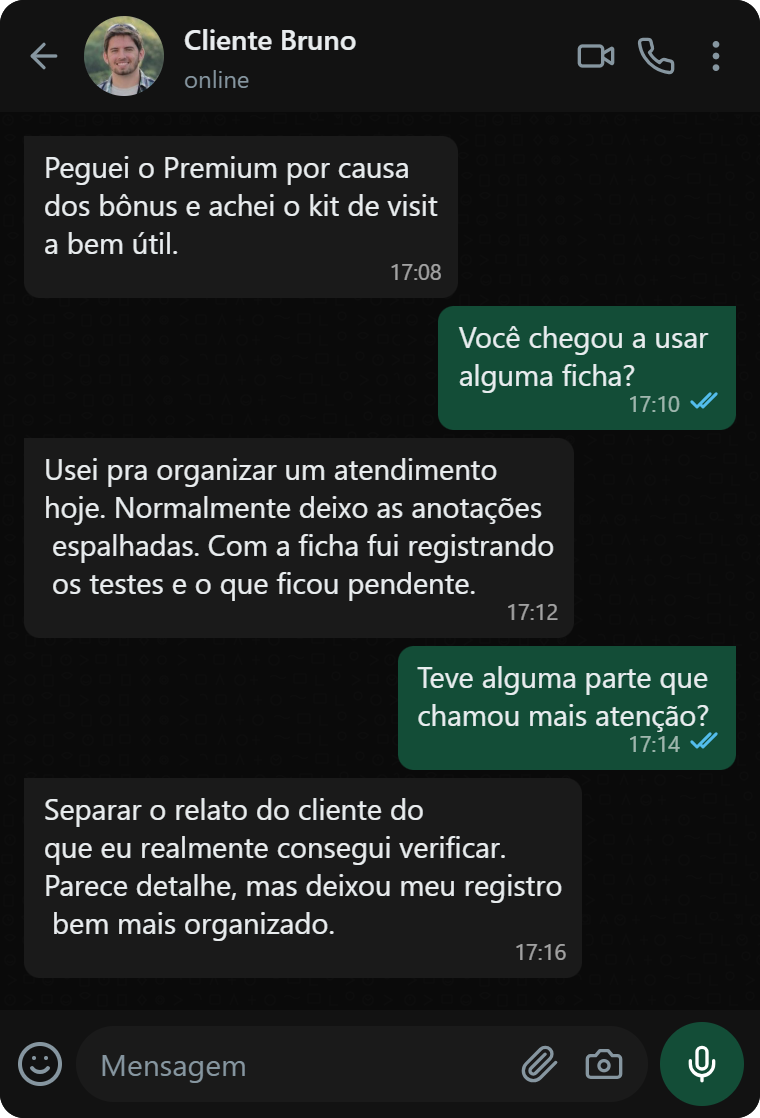 Cliente Bruno
online
Peguei o Premium por causa
dos bônus e achei o kit de visit
a bem útil.
17:08
Você chegou a usar
alguma ficha?
17:10
Usei pra organizar um atendimento
hoje. Normalmente deixo as anotações
espalhadas. Com a ficha fui registrando
os testes e o que ficou pendente.
17:12
Teve alguma parte que
chamou mais atenção?
17:14
Separar o relato do cliente do
que eu realmente consegui verificar.
Parece detalhe, mas deixou meu registro
bem mais organizado.
17:16
Mensagem